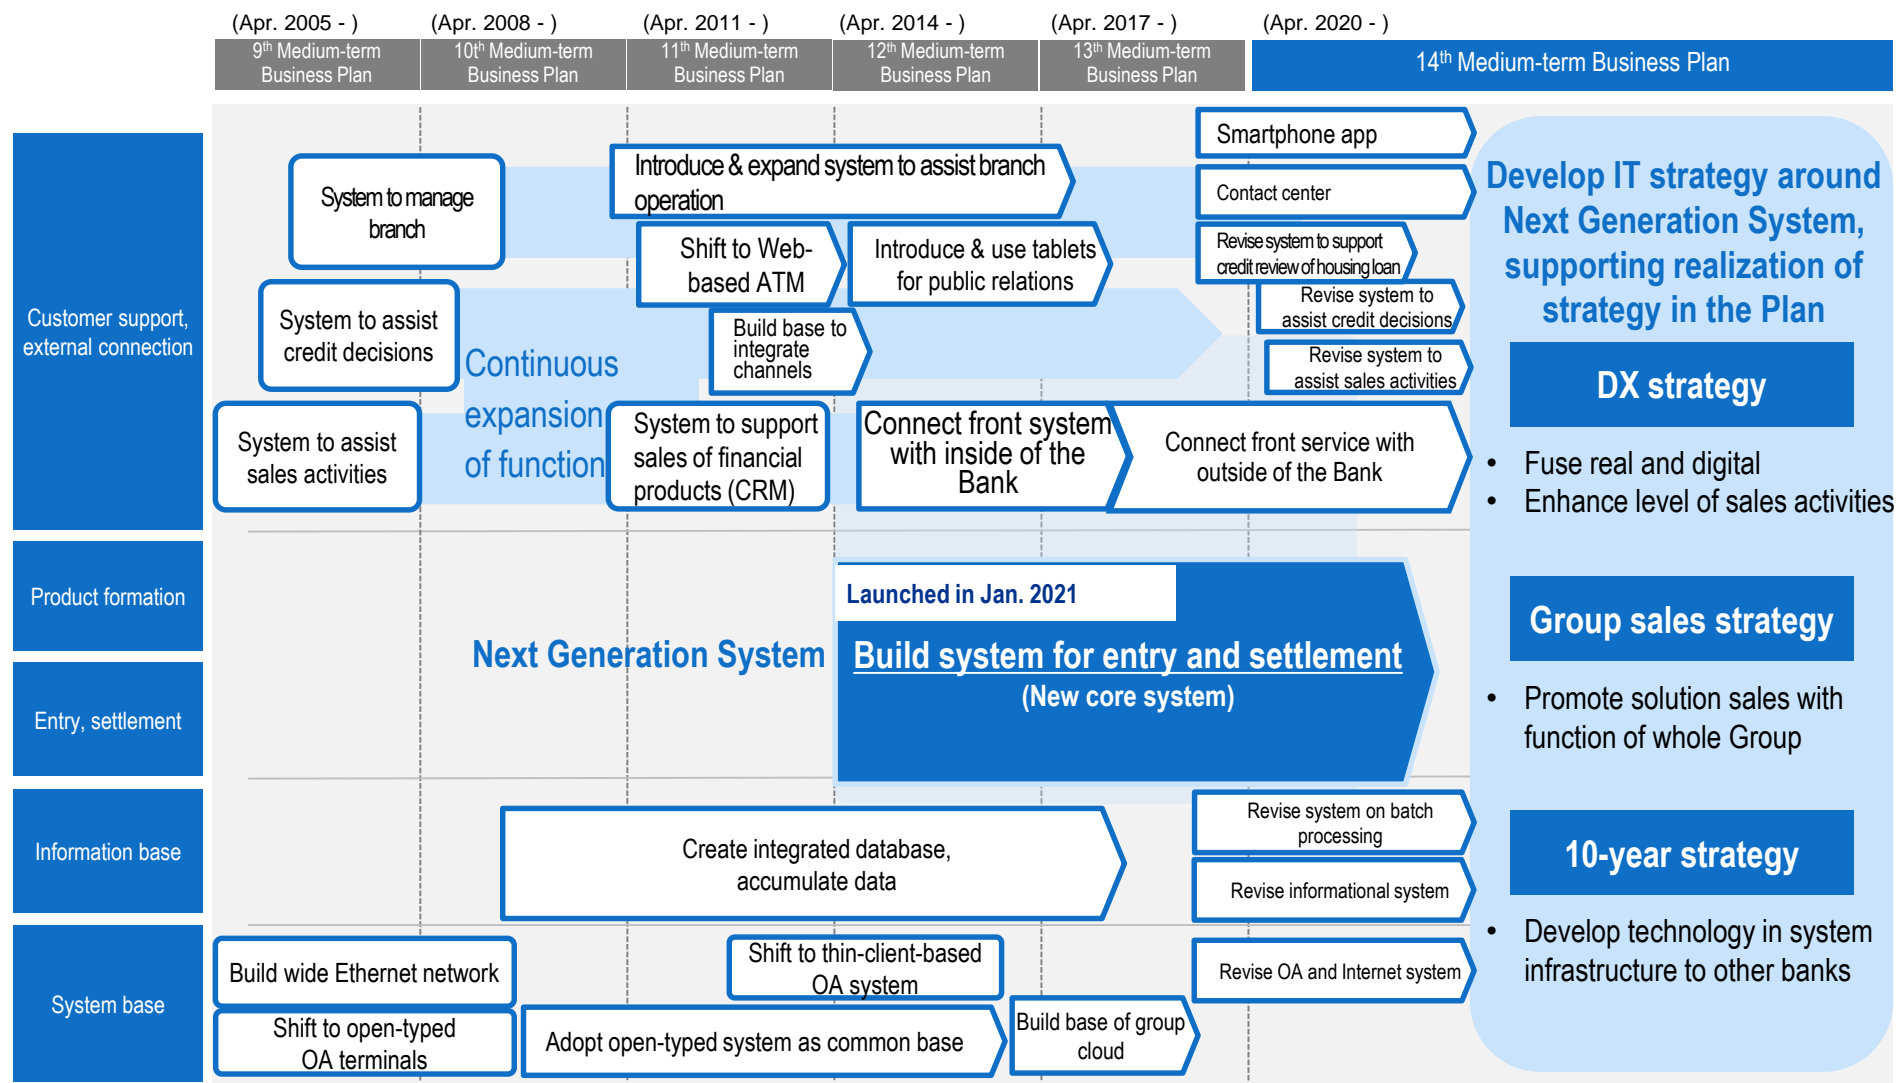 (Apr. 2005 - )
(Apr. 2008 - )
(Apr. 2011 - )
(Apr. 2014 - )
(Apr. 2017 - )
(Apr. 2020 - )
9th Medium-term
Business Plan
10th Medium-term
Business Plan
11th Medium-term
Business Plan
12th Medium-term
Business Plan
13th Medium-term
Business Plan
14th Medium-term Business Plan
Customer support,
external connection
System to manage
branch
Introduce & expand system to assist branch
operation
Smartphone app
Contact center
Shift to Web-
based ATM
Introduce & use tablets
for public relations
Revise system to support
credit review of housing loan
System to assist
credit decisions
Build base to
integrate
channels
Revise system to
assist credit decisions
Revise system to
assist sales activities
Continuous
expansion
of function
System to assist
sales activities
System to support
sales of financial
products (CRM)
Connect front system
with inside of the
Bank
Connect front service with
outside of the Bank
Product formation
Entry, settlement
Next Generation System
Launched in Jan. 2021
Build system for entry and settlement
(New core system)
Information base
Create integrated database,
accumulate data
Revise system on batch
processing
Revise informational system
System base
Build wide Ethernet network
Shift to thin-client-based
OA system
Revise OA and Internet system
Shift to open-typed
OA terminals
Adopt open-typed system as common base
Build base of group
cloud
Develop IT strategy around
Next Generation System,
supporting realization of
strategy in the Plan
DX strategy
• Fuse real and digital
• Enhance level of sales activities
Group sales strategy
• Promote solution sales with
function of whole Group
10-year strategy
• Develop technology in system
infrastructure to other banks